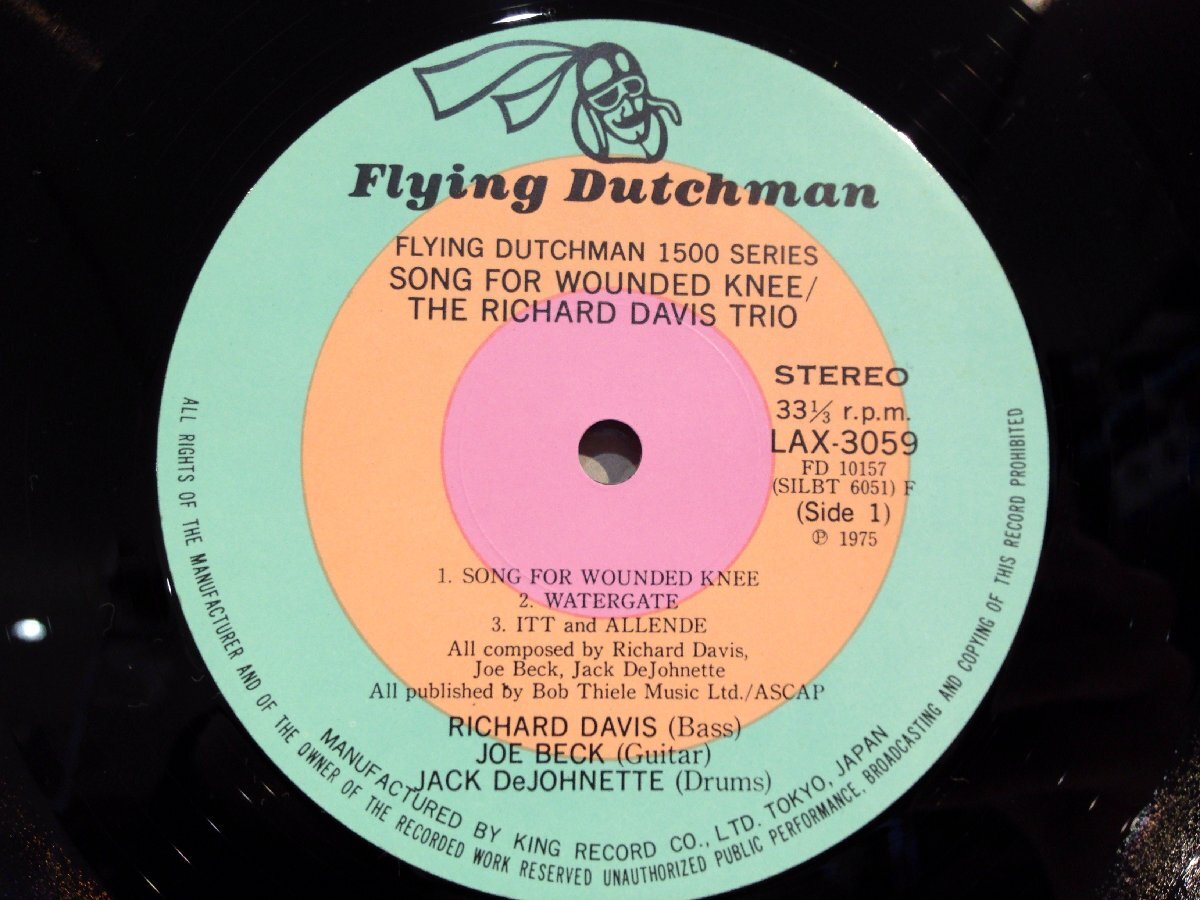 Flying Dutchman
FLYING DUTCHMAN 1500 SERIES
SONG FOR WOUNDED KNEE/
THE RICHARD DAVIS TRIO
STEREO
33⅓ r.p.m.
LAX-3059
FD 10157
(SILBT 6051) F
(Side 1)
℗ 1975
1. SONG FOR WOUNDED KNEE
2. WATERGATE
3. ITT and ALLENDE
All composed by Richard Davis,
Joe Beck, Jack DeJohnette
All published by Bob Thiele Music Ltd./ASCAP
RICHARD DAVIS (Bass)
JOE BECK (Guitar)
JACK DeJOHNETTE (Drums)
MANUFACTURED BY KING RECORD CO., LTD. TOKYO, JAPAN
ALL RIGHTS OF THE MANUFACTURER AND OF THE OWNER OF THE RECORDED WORK RESERVED UNAUTHORIZED PUBLIC PERFORMANCE, BROADCASTING AND COPYING OF THIS RECORD PROHIBITED